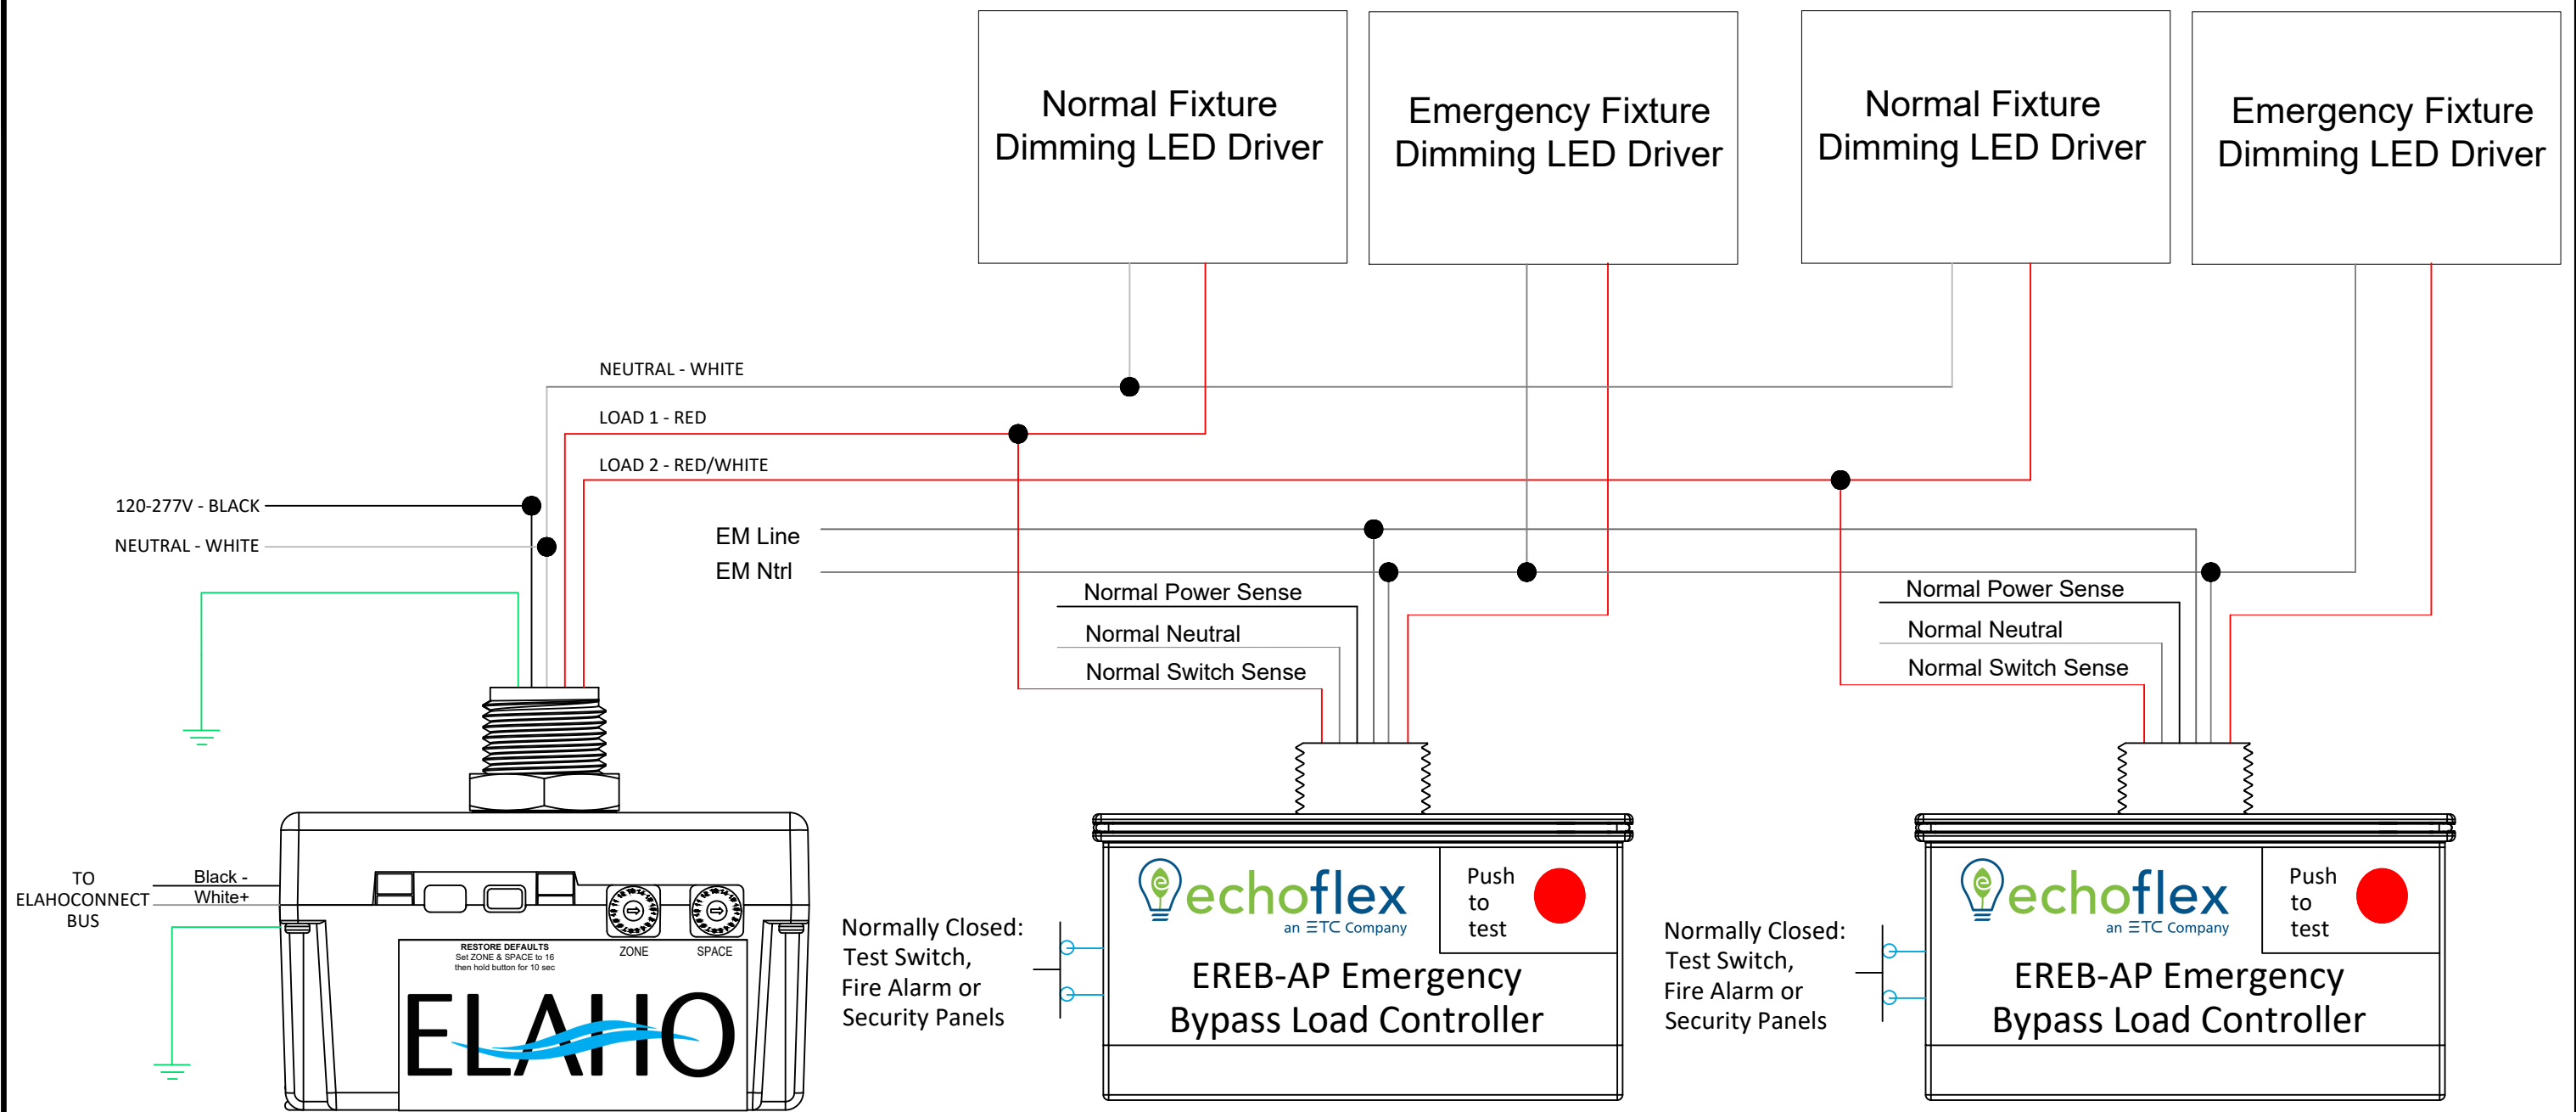 Normal Fixture
Dimming LED Driver
Emergency Fixture
Dimming LED Driver
Normal Fixture
Dimming LED Driver
Emergency Fixture
Dimming LED Driver
NEUTRAL - WHITE
LOAD 1 - RED
LOAD 2 - RED/WHITE
120-277V - BLACK
NEUTRAL - WHITE
EM Line
EM Ntrl
Normal Power Sense
Normal Neutral
Normal Switch Sense
Normal Power Sense
Normal Neutral
Normal Switch Sense
TO
ELAHOCONNECT
BUS
Black -
White+
ZONE
SPACE
RESTORE DEFAULTS
Set ZONE & SPACE to 16
then hold button for 10 sec
ELAHO
Normally Closed:
Test Switch,
Fire Alarm or
Security Panels
e
echoflex
an ETC Company
Push
to
test
EREB-AP Emergency
Bypass Load Controller
Normally Closed:
Test Switch,
Fire Alarm or
Security Panels
e
echoflex
an ETC Company
Push
to
test
EREB-AP Emergency
Bypass Load Controller